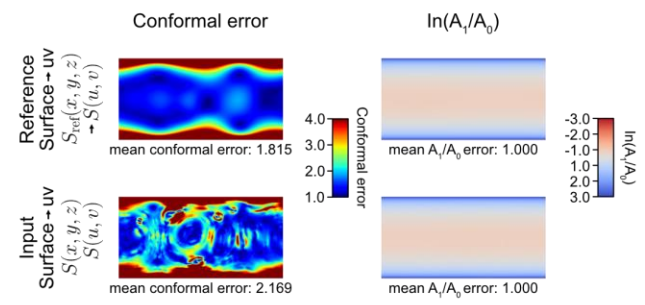 Conformal error
ln(A₁/A₀)
Reference
Surface→uv
S_ref(x, y, z)
→ S(u, v)
mean conformal error: 1.815
4.0
3.0
2.0
1.0
Conformal error
mean A₁/A₀ error: 1.000
-3.0
-2.0
-1.0
1.0
2.0
3.0
ln(A₁/A₀)
Input
Surface→uv
S(x, y, z)
S(u, v)
mean conformal error: 2.169
mean A₁/A₀ error: 1.000